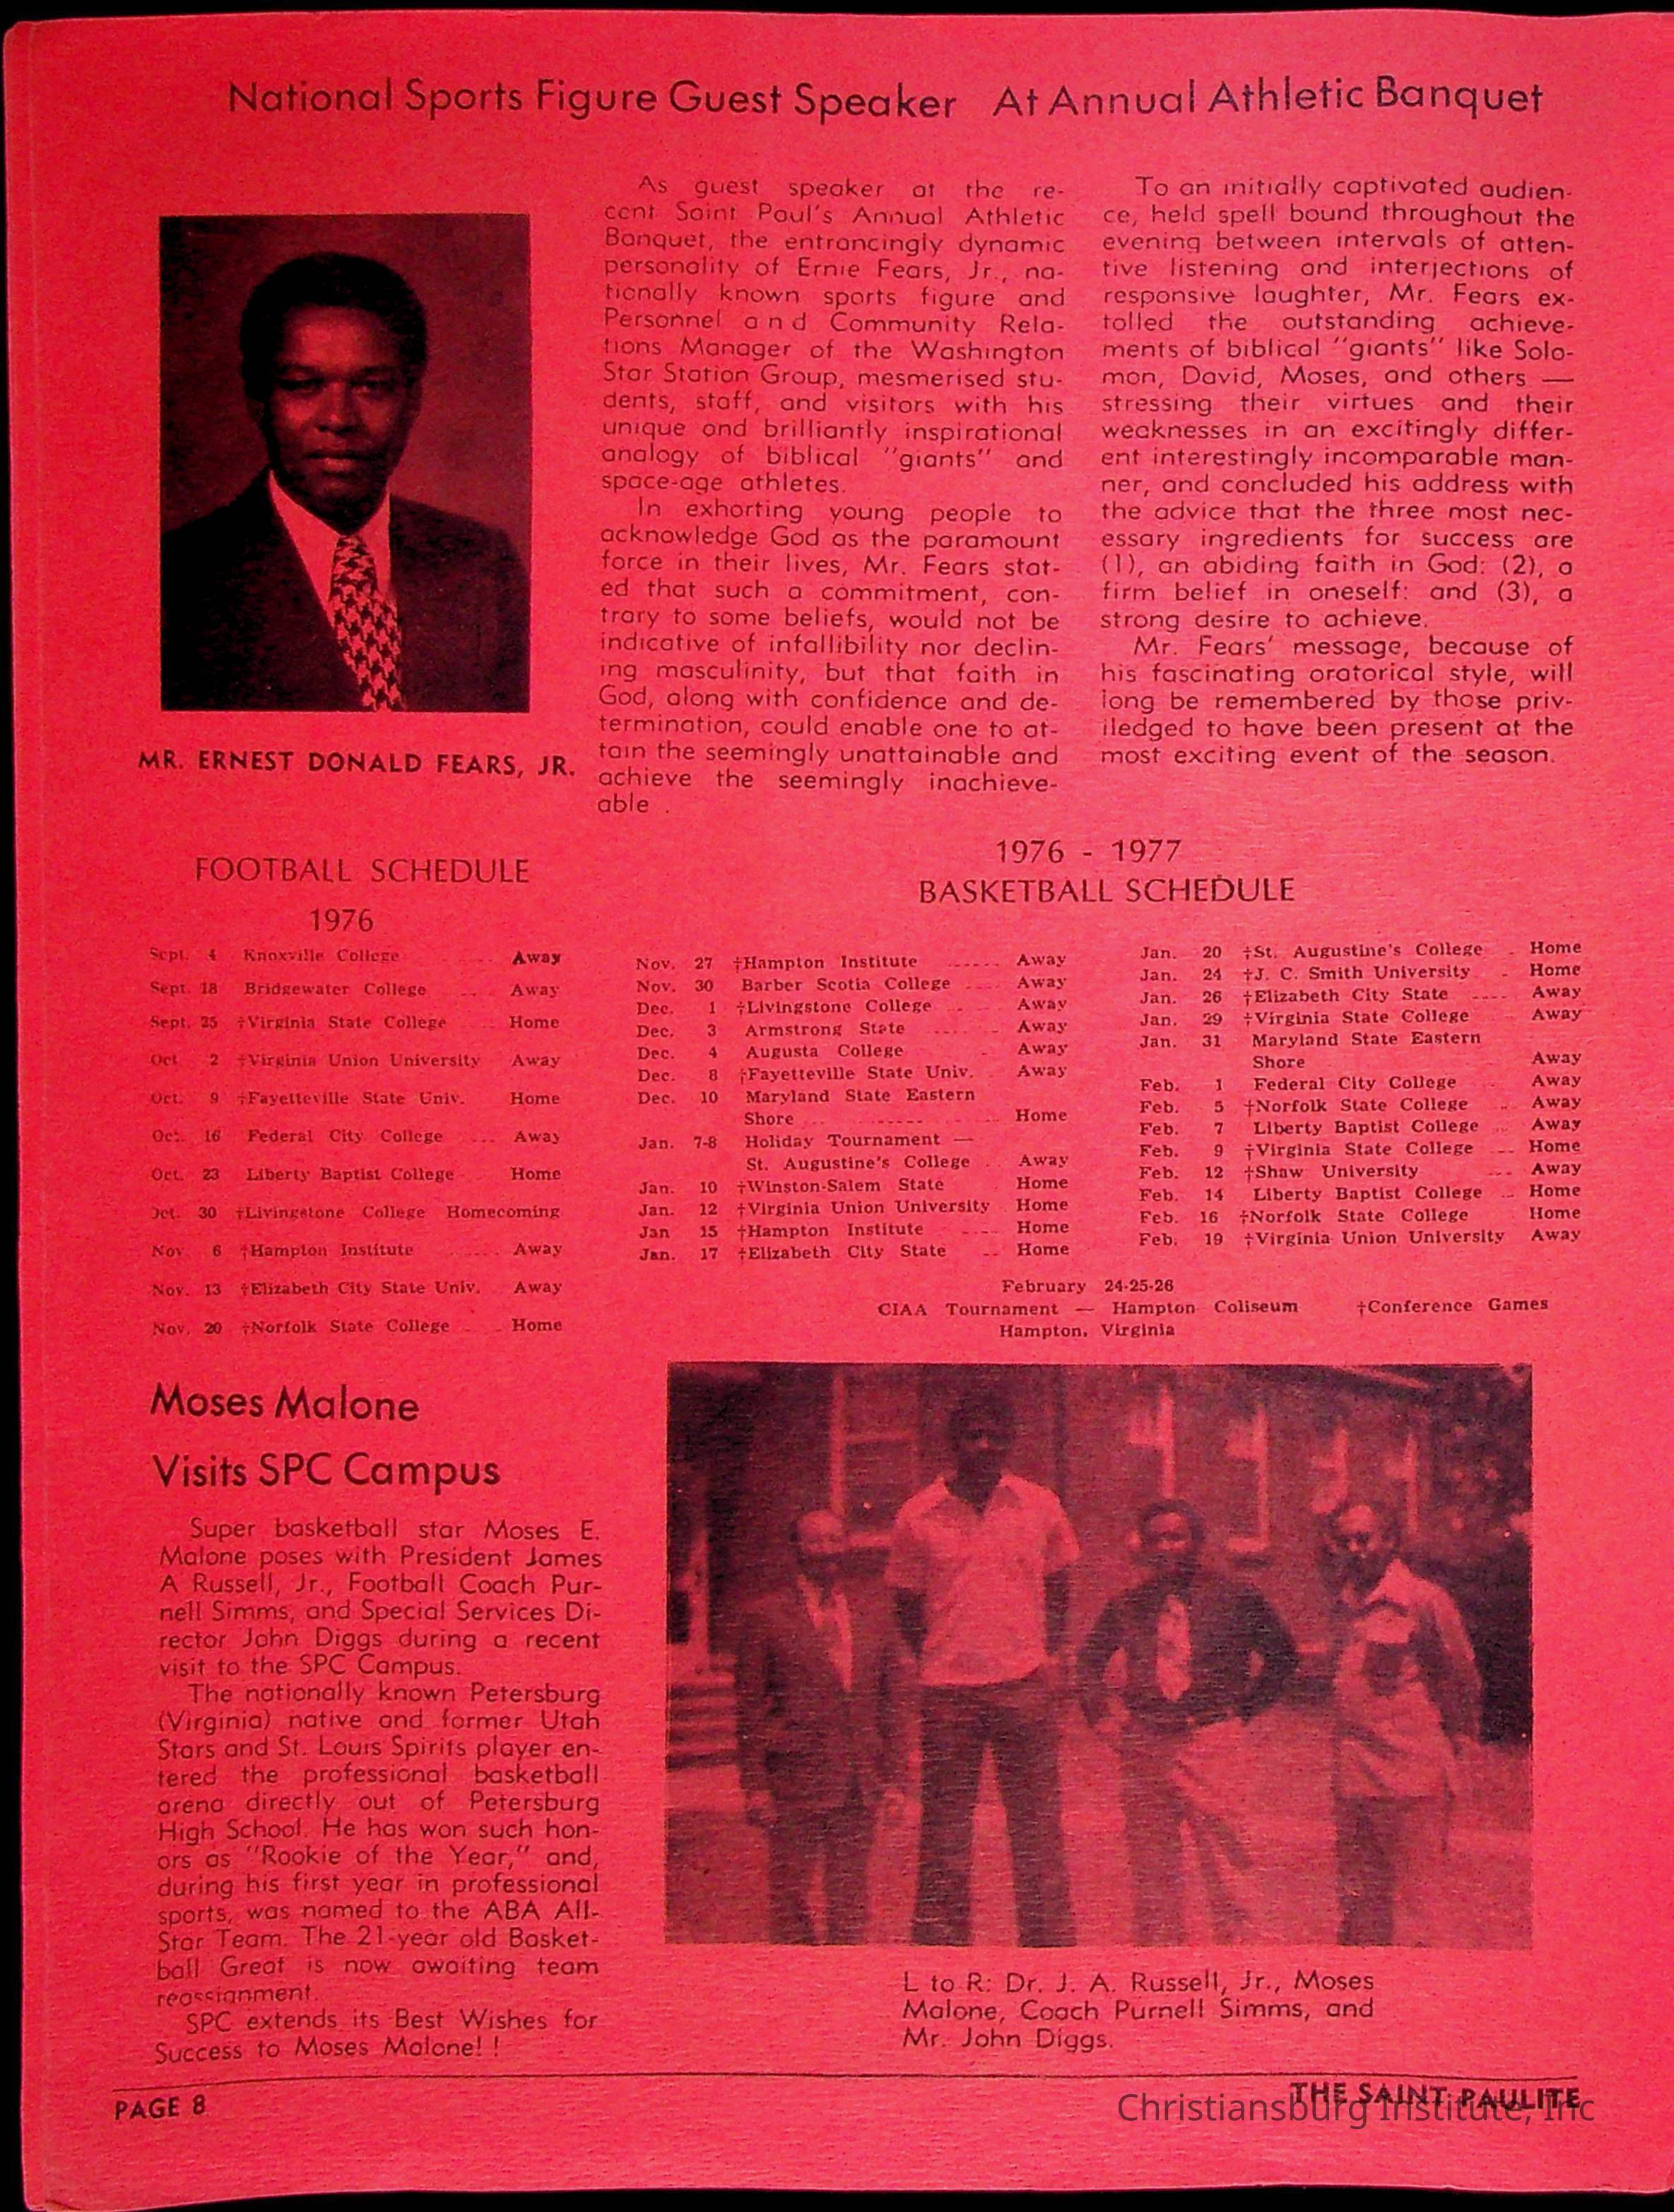 National Sports Figure Guest Speaker At Annual Athletic Banquet
MR. ERNEST DONALD FEARS, JR.
As guest speaker at the re-
cent Saint Paul's Annual Athletic
Banquet, the entrancingly dynamic
personality of Ernie Fears, Jr., na-
tionally known sports figure and
Personnel and Community Rela-
tions Manager of the Washington
Star Station Group, mesmerised stu-
dents, staff, and visitors with his
unique and brilliantly inspirational
analogy of biblical "giants" and
space-age athletes.
In exhorting young people to
acknowledge God as the paramount
force in their lives, Mr. Fears stat-
ed that such a commitment, con-
trary to some beliefs, would not be
indicative of infallibility nor declin-
ing masculinity, but that faith in
God, along with confidence and de-
termination, could enable one to at-
tain the seemingly unattainable and
achieve the seemingly inachieve-
able .
To an initially captivated audien-
ce, held spell bound throughout the
evening between intervals of atten-
tive listening and interjections of
responsive laughter, Mr. Fears ex-
tolled the outstanding achieve-
ments of biblical "giants" like Solo-
mon, David, Moses, and others —
stressing their virtues and their
weaknesses in an excitingly differ-
ent interestingly incomparable man-
ner, and concluded his address with
the advice that the three most nec-
essary ingredients for success are
(1), an abiding faith in God: (2), a
firm belief in oneself: and (3), a
strong desire to achieve.
Mr. Fears' message, because of
his fascinating oratorical style, will
long be remembered by those priv-
iledged to have been present at the
most exciting event of the season.
FOOTBALL SCHEDULE
1976
Sept. 4 Knoxville College Away
Sept. 18 Bridgewater College Away
Sept. 25 †Virginia State College Home
Oct 2 †Virginia Union University Away
Oct. 9 †Fayetteville State Univ. Home
Oct. 16 Federal City College Away
Oct. 23 Liberty Baptist College Home
Oct. 30 †Livingstone College Homecoming
Nov 6 †Hampton Institute Away
Nov. 13 †Elizabeth City State Univ. Away
Nov. 20 †Norfolk State College Home
1976 - 1977
BASKETBALL SCHEDULE
Nov. 27 †Hampton Institute Away
Nov. 30 Barber Scotia College Away
Dec. 1 †Livingstone College Away
Dec. 3 Armstrong State Away
Dec. 4 Augusta College Away
Dec. 8 †Fayetteville State Univ. Away
Dec. 10 Maryland State Eastern
Shore Home
Jan. 7-8 Holiday Tournament —
St. Augustine's College Away
Jan. 10 †Winston-Salem State Home
Jan. 12 †Virginia Union University Home
Jan 15 †Hampton Institute Home
Jan. 17 †Elizabeth City State Home
Jan. 20 †St. Augustine's College Home
Jan. 24 †J. C. Smith University Home
Jan. 26 †Elizabeth City State Away
Jan. 29 †Virginia State College Away
Jan. 31 Maryland State Eastern
Shore Away
Feb. 1 Federal City College Away
Feb. 5 †Norfolk State College Away
Feb. 7 Liberty Baptist College Away
Feb. 9 †Virginia State College Home
Feb. 12 †Shaw University Away
Feb. 14 Liberty Baptist College Home
Feb. 16 †Norfolk State College Home
Feb. 19 †Virginia Union University Away
February 24-25-26
CIAA Tournament — Hampton Coliseum †Conference Games
Hampton, Virginia
Moses Malone
Visits SPC Campus
Super basketball star Moses E.
Malone poses with President James
A Russell, Jr., Football Coach Pur-
nell Simms, and Special Services Di-
rector John Diggs during a recent
visit to the SPC Campus.
The nationally known Petersburg
(Virginia) native and former Utah
Stars and St. Louis Spirits player en-
tered the professional basketball
arena directly out of Petersburg
High School. He has won such hon-
ors as "Rookie of the Year," and,
during his first year in professional
sports, was named to the ABA All-
Star Team. The 21-year old Basket-
ball Great is now awaiting team
reassignment.
SPC extends its Best Wishes for
Success to Moses Malone! !
L to R: Dr. J. A. Russell, Jr., Moses
Malone, Coach Purnell Simms, and
Mr. John Diggs.
PAGE 8
THE SAINT PAULITE
Christiansburg Institute, Inc